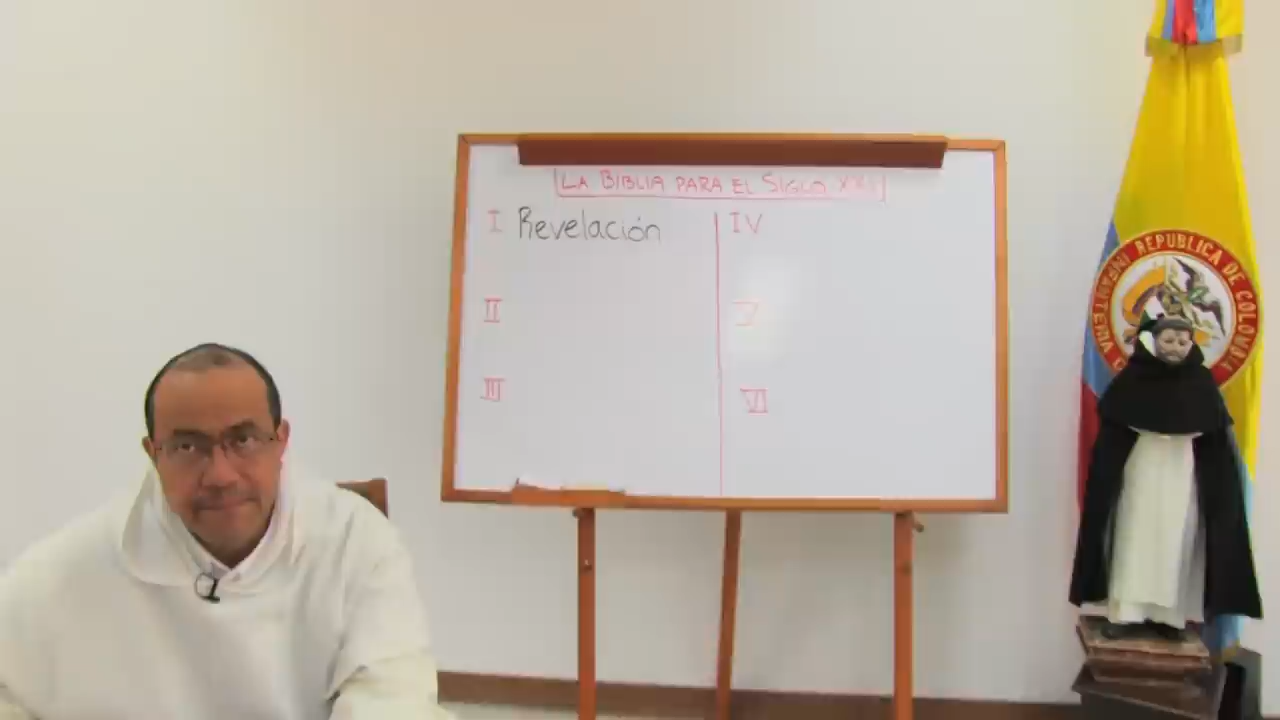 LA BIBLIA PARA EL SIGLO XXI
I Revelación
II
III
IV
V
VI
REPUBLICA DE COLOMBIA